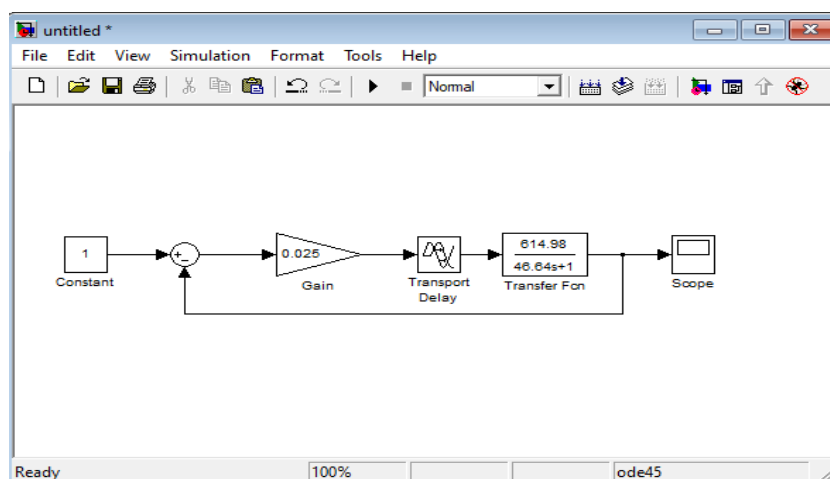 untitled *
File Edit View Simulation Format Tools Help
Normal
1
Constant
+
-
0.025
Gain
Transport
Delay
614.98
46.64s+1
Transfer Fcn
Scope
Ready 100% ode45